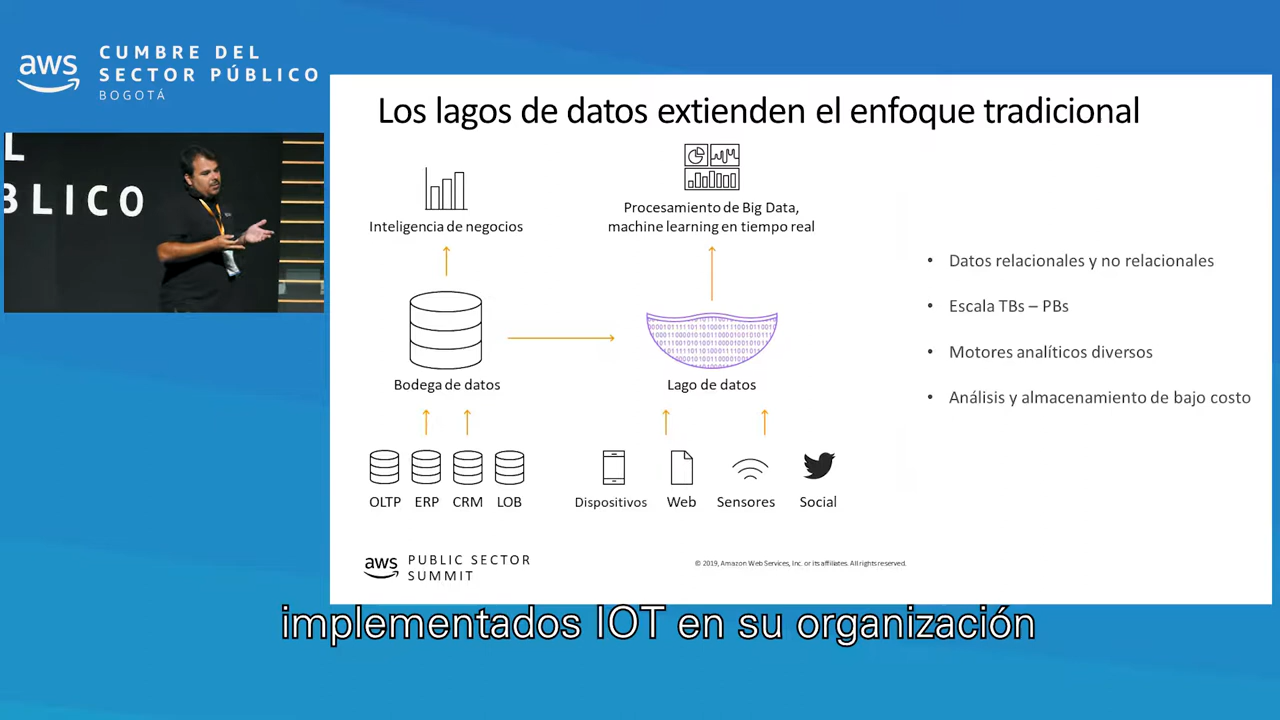 aws
CUMBRE DEL
SECTOR PÚBLICO
BOGOTÁ
L
BLICO
Los lagos de datos extienden el enfoque tradicional
Inteligencia de negocios
Procesamiento de Big Data,
machine learning en tiempo real
Bodega de datos
Lago de datos
OLTP ERP CRM LOB
Dispositivos Web Sensores Social
• Datos relacionales y no relacionales
• Escala TBs – PBs
• Motores analíticos diversos
• Análisis y almacenamiento de bajo costo
aws
PUBLIC SECTOR
SUMMIT
© 2019, Amazon Web Services, Inc. or its affiliates. All rights reserved.
implementados IOT en su organización